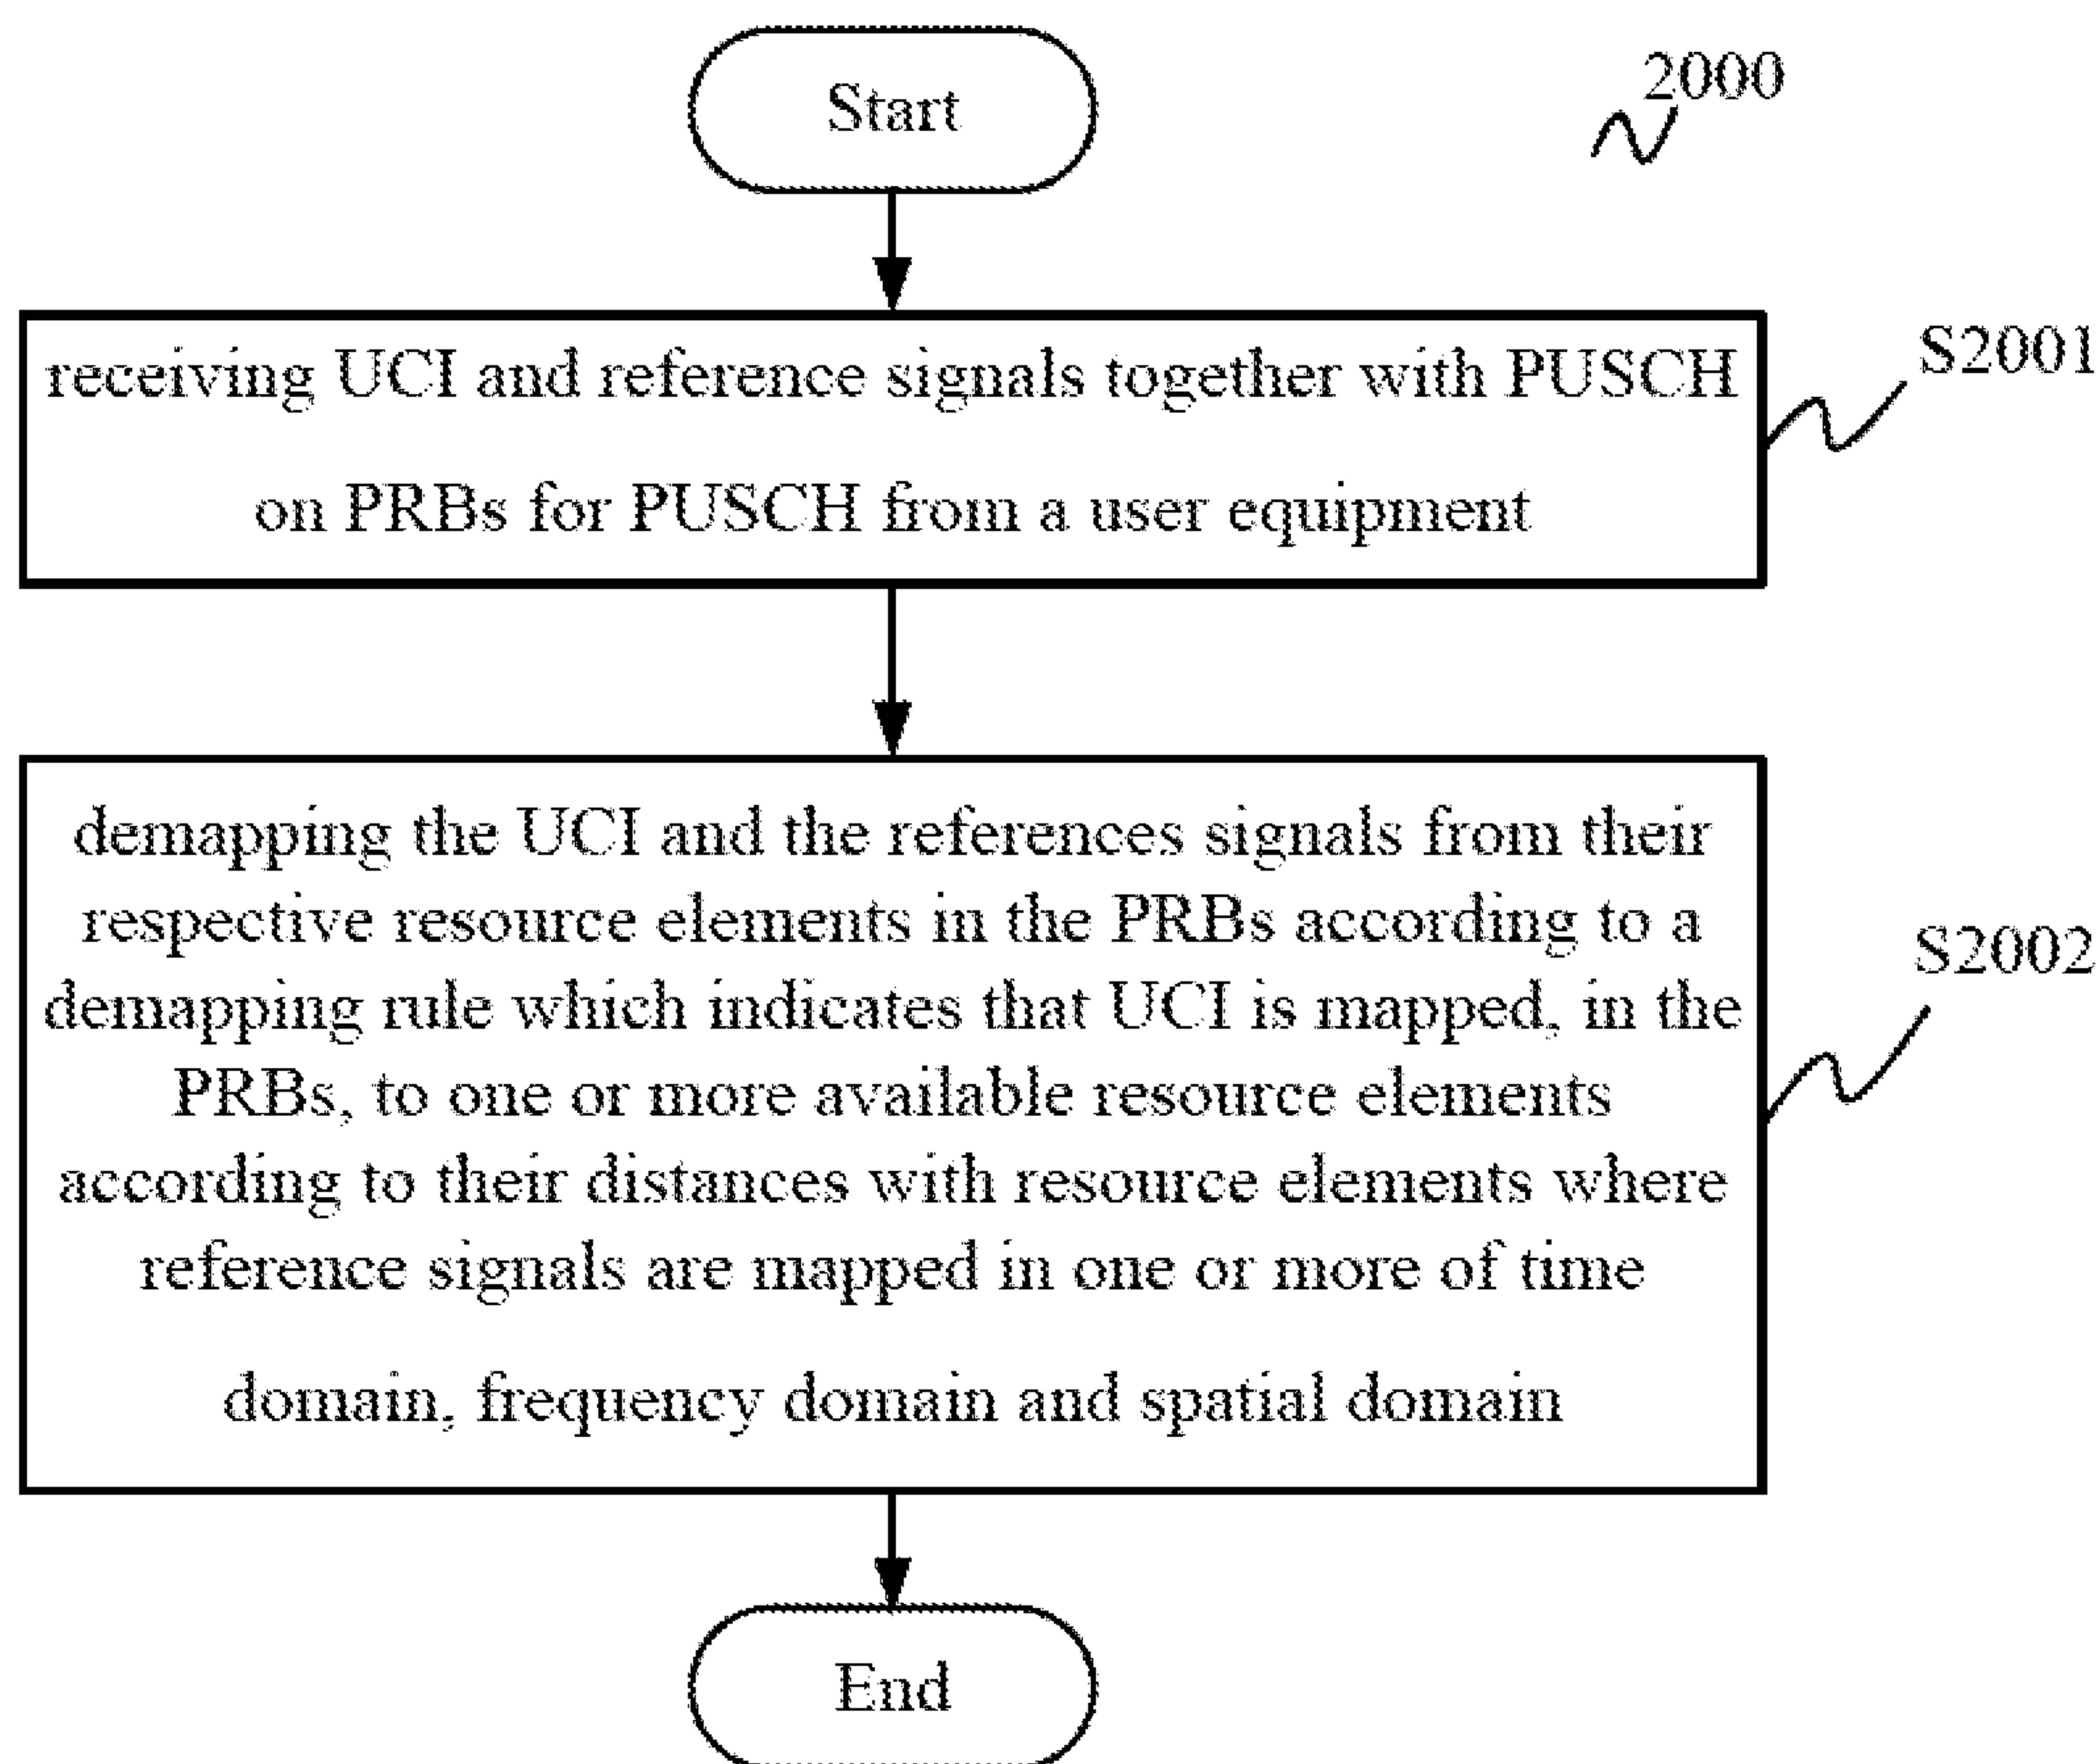 Start
2000
receiving UCI and reference signals together with PUSCH
on PRBs for PUSCH from a user equipment
S2001
demapping the UCI and the references signals from their
respective resource elements in the PRBs according to a
demapping rule which indicates that UCI is mapped, in the
PRBs, to one or more available resource elements
according to their distances with resource elements where
reference signals are mapped in one or more of time
domain, frequency domain and spatial domain
S2002
End